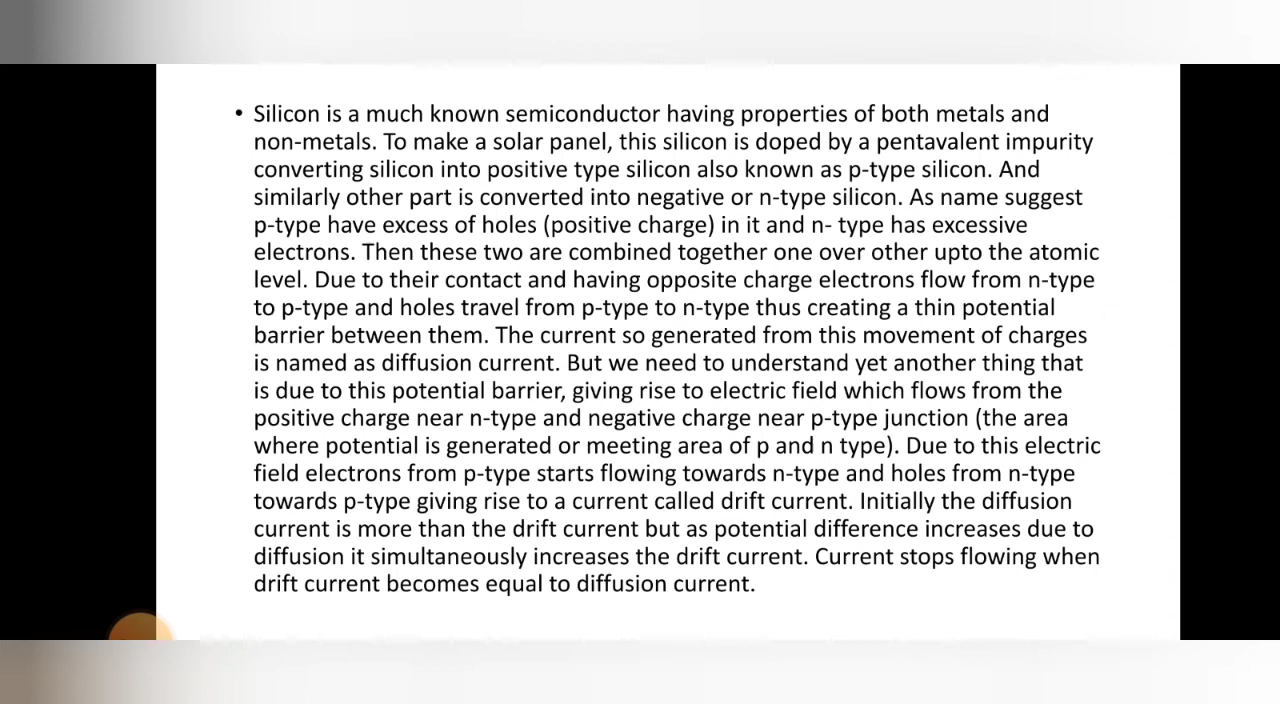 • Silicon is a much known semiconductor having properties of both metals and
non-metals. To make a solar panel, this silicon is doped by a pentavalent impurity
converting silicon into positive type silicon also known as p-type silicon. And
similarly other part is converted into negative or n-type silicon. As name suggest
p-type have excess of holes (positive charge) in it and n- type has excessive
electrons. Then these two are combined together one over other upto the atomic
level. Due to their contact and having opposite charge electrons flow from n-type
to p-type and holes travel from p-type to n-type thus creating a thin potential
barrier between them. The current so generated from this movement of charges
is named as diffusion current. But we need to understand yet another thing that
is due to this potential barrier, giving rise to electric field which flows from the
positive charge near n-type and negative charge near p-type junction (the area
where potential is generated or meeting area of p and n type). Due to this electric
field electrons from p-type starts flowing towards n-type and holes from n-type
towards p-type giving rise to a current called drift current. Initially the diffusion
current is more than the drift current but as potential difference increases due to
diffusion it simultaneously increases the drift current. Current stops flowing when
drift current becomes equal to diffusion current.